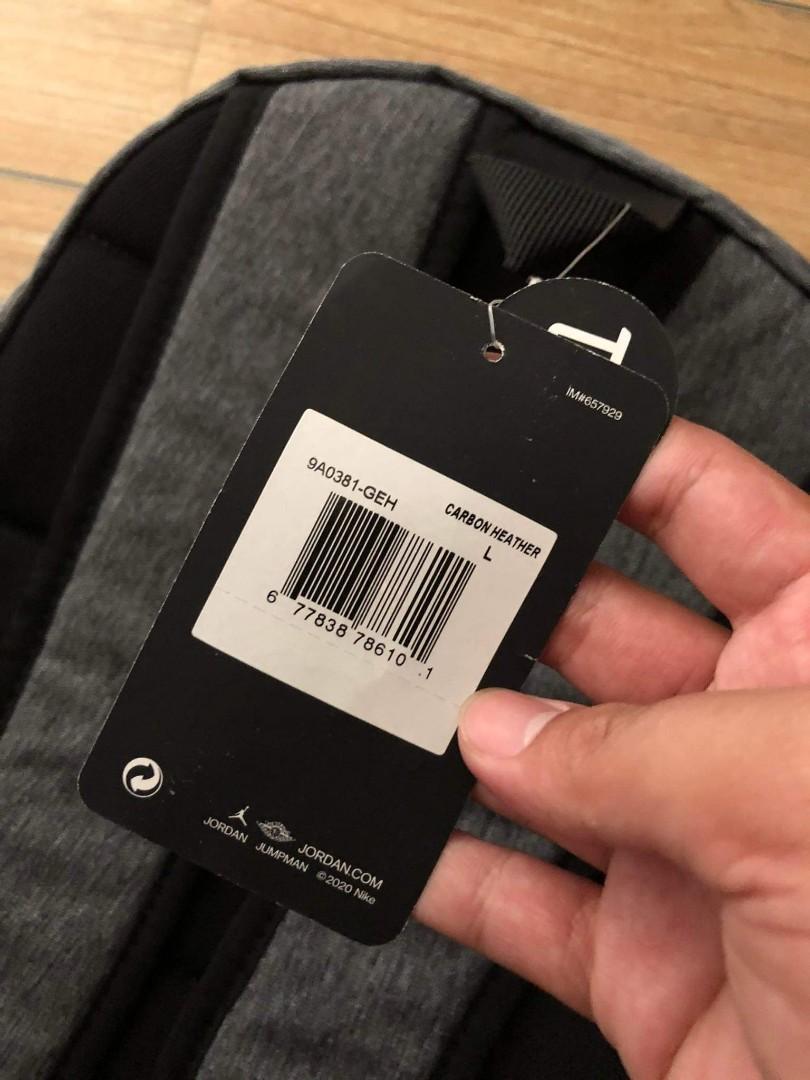 IM#657929
9A0381-GEH
CARBON HEATHER
L
6 77838 78610 .1
JORDAN JUMPMAN JORDAN.COM
©2020 Nike